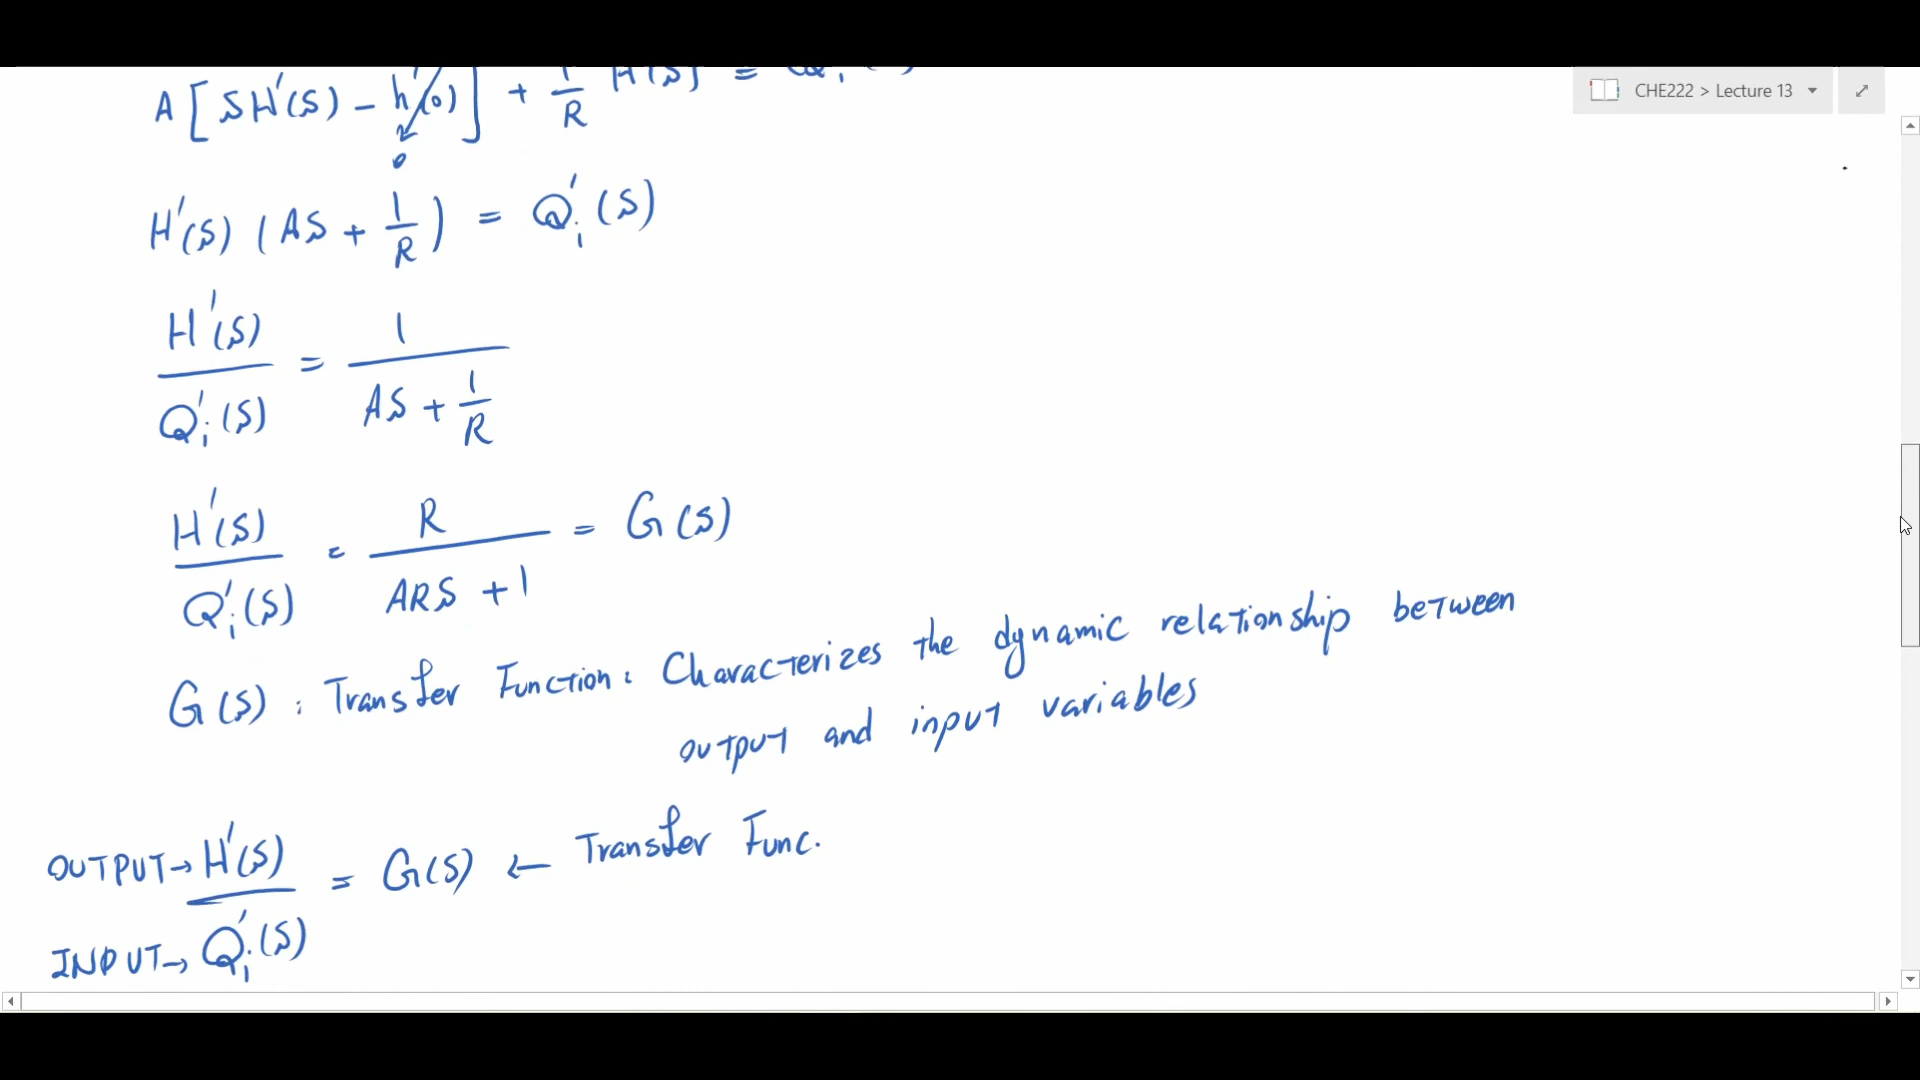 A[SH'(S) - h'(0)] + 1/R H'(S) = Q'i(S)
0
CHE222 > Lecture 13
H'(S) (AS + 1/R) = Q'i(S)
H'(S)/Q'i(S) = 1/(AS + 1/R)
H'(S)/Q'i(S) = R/(ARS + 1) = G(S)
G(S) : Transfer Function: Characterizes the dynamic relationship between
output and input variables
OUTPUT→ H'(S) = G(S) ← Transfer Func.
INPUT→ Q'i(S)